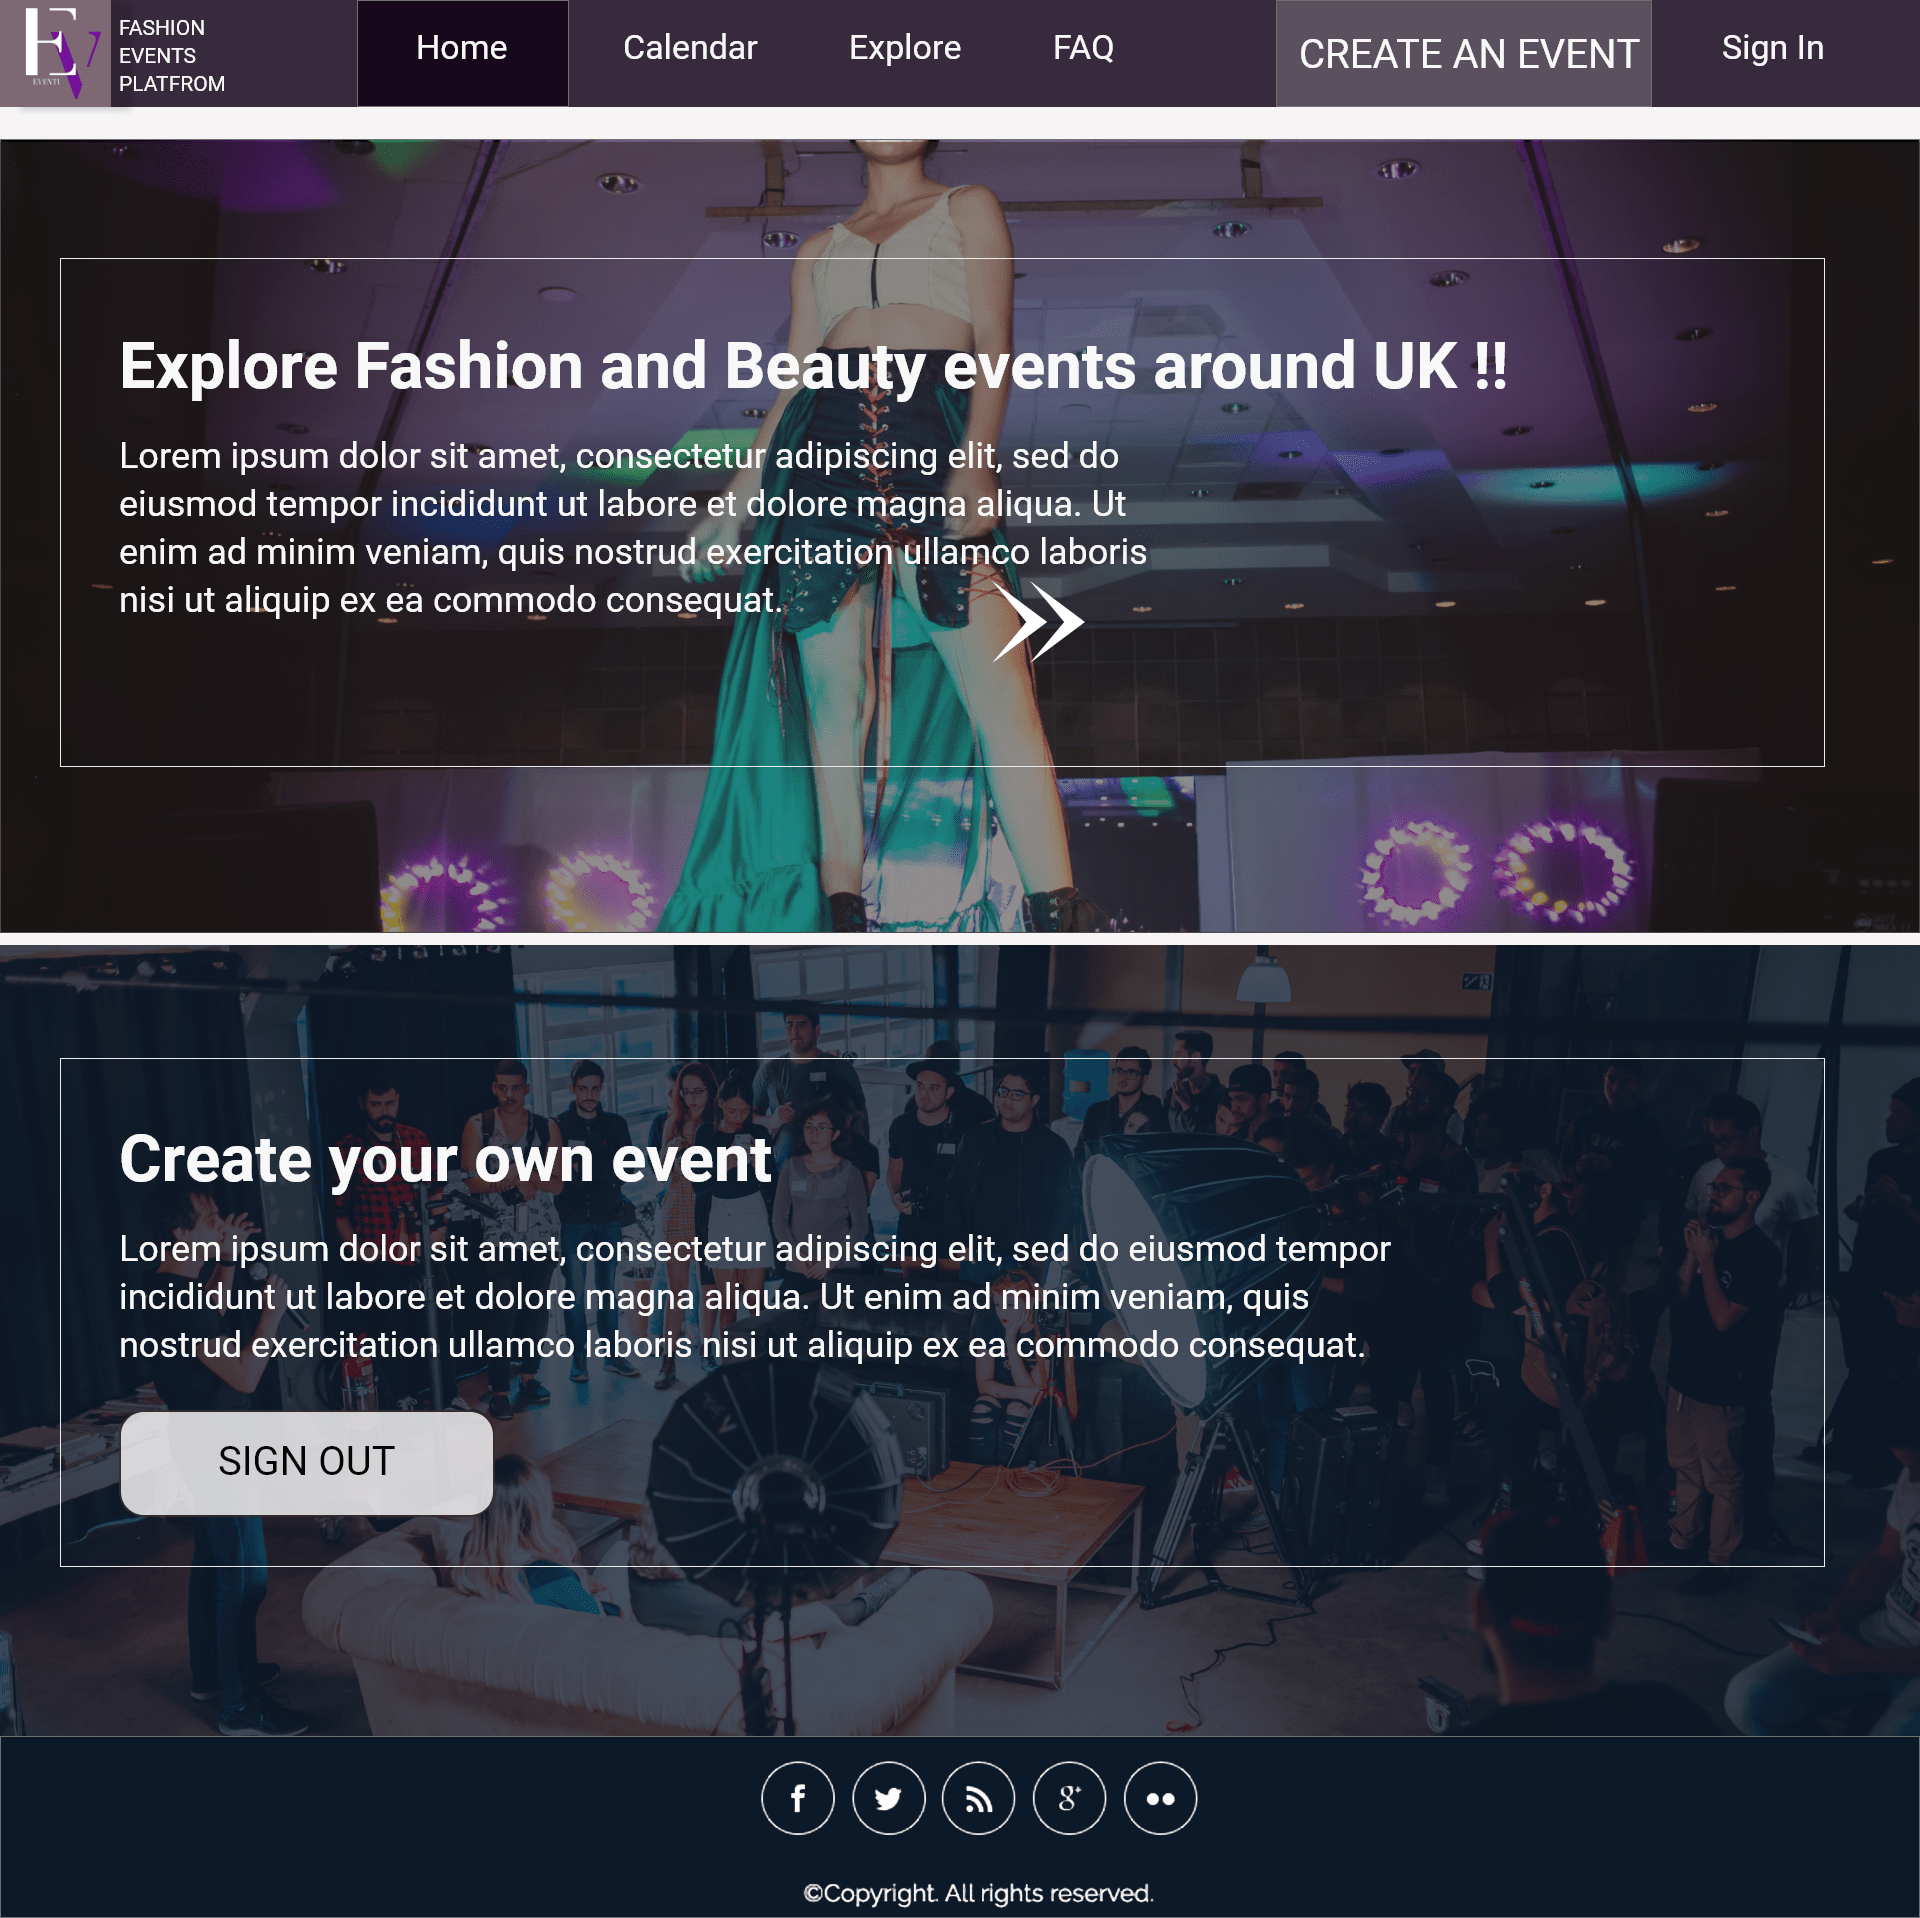 EV
EVENTI
FASHION
EVENTS
PLATFROM
Home
Calendar
Explore
FAQ
CREATE AN EVENT
Sign In
Explore Fashion and Beauty events around UK !!
Lorem ipsum dolor sit amet, consectetur adipiscing elit, sed do
eiusmod tempor incididunt ut labore et dolore magna aliqua. Ut
enim ad minim veniam, quis nostrud exercitation ullamco laboris
nisi ut aliquip ex ea commodo consequat.
Create your own event
Lorem ipsum dolor sit amet, consectetur adipiscing elit, sed do eiusmod tempor
incididunt ut labore et dolore magna aliqua. Ut enim ad minim veniam, quis
nostrud exercitation ullamco laboris nisi ut aliquip ex ea commodo consequat.
SIGN OUT
©Copyright. All rights reserved.